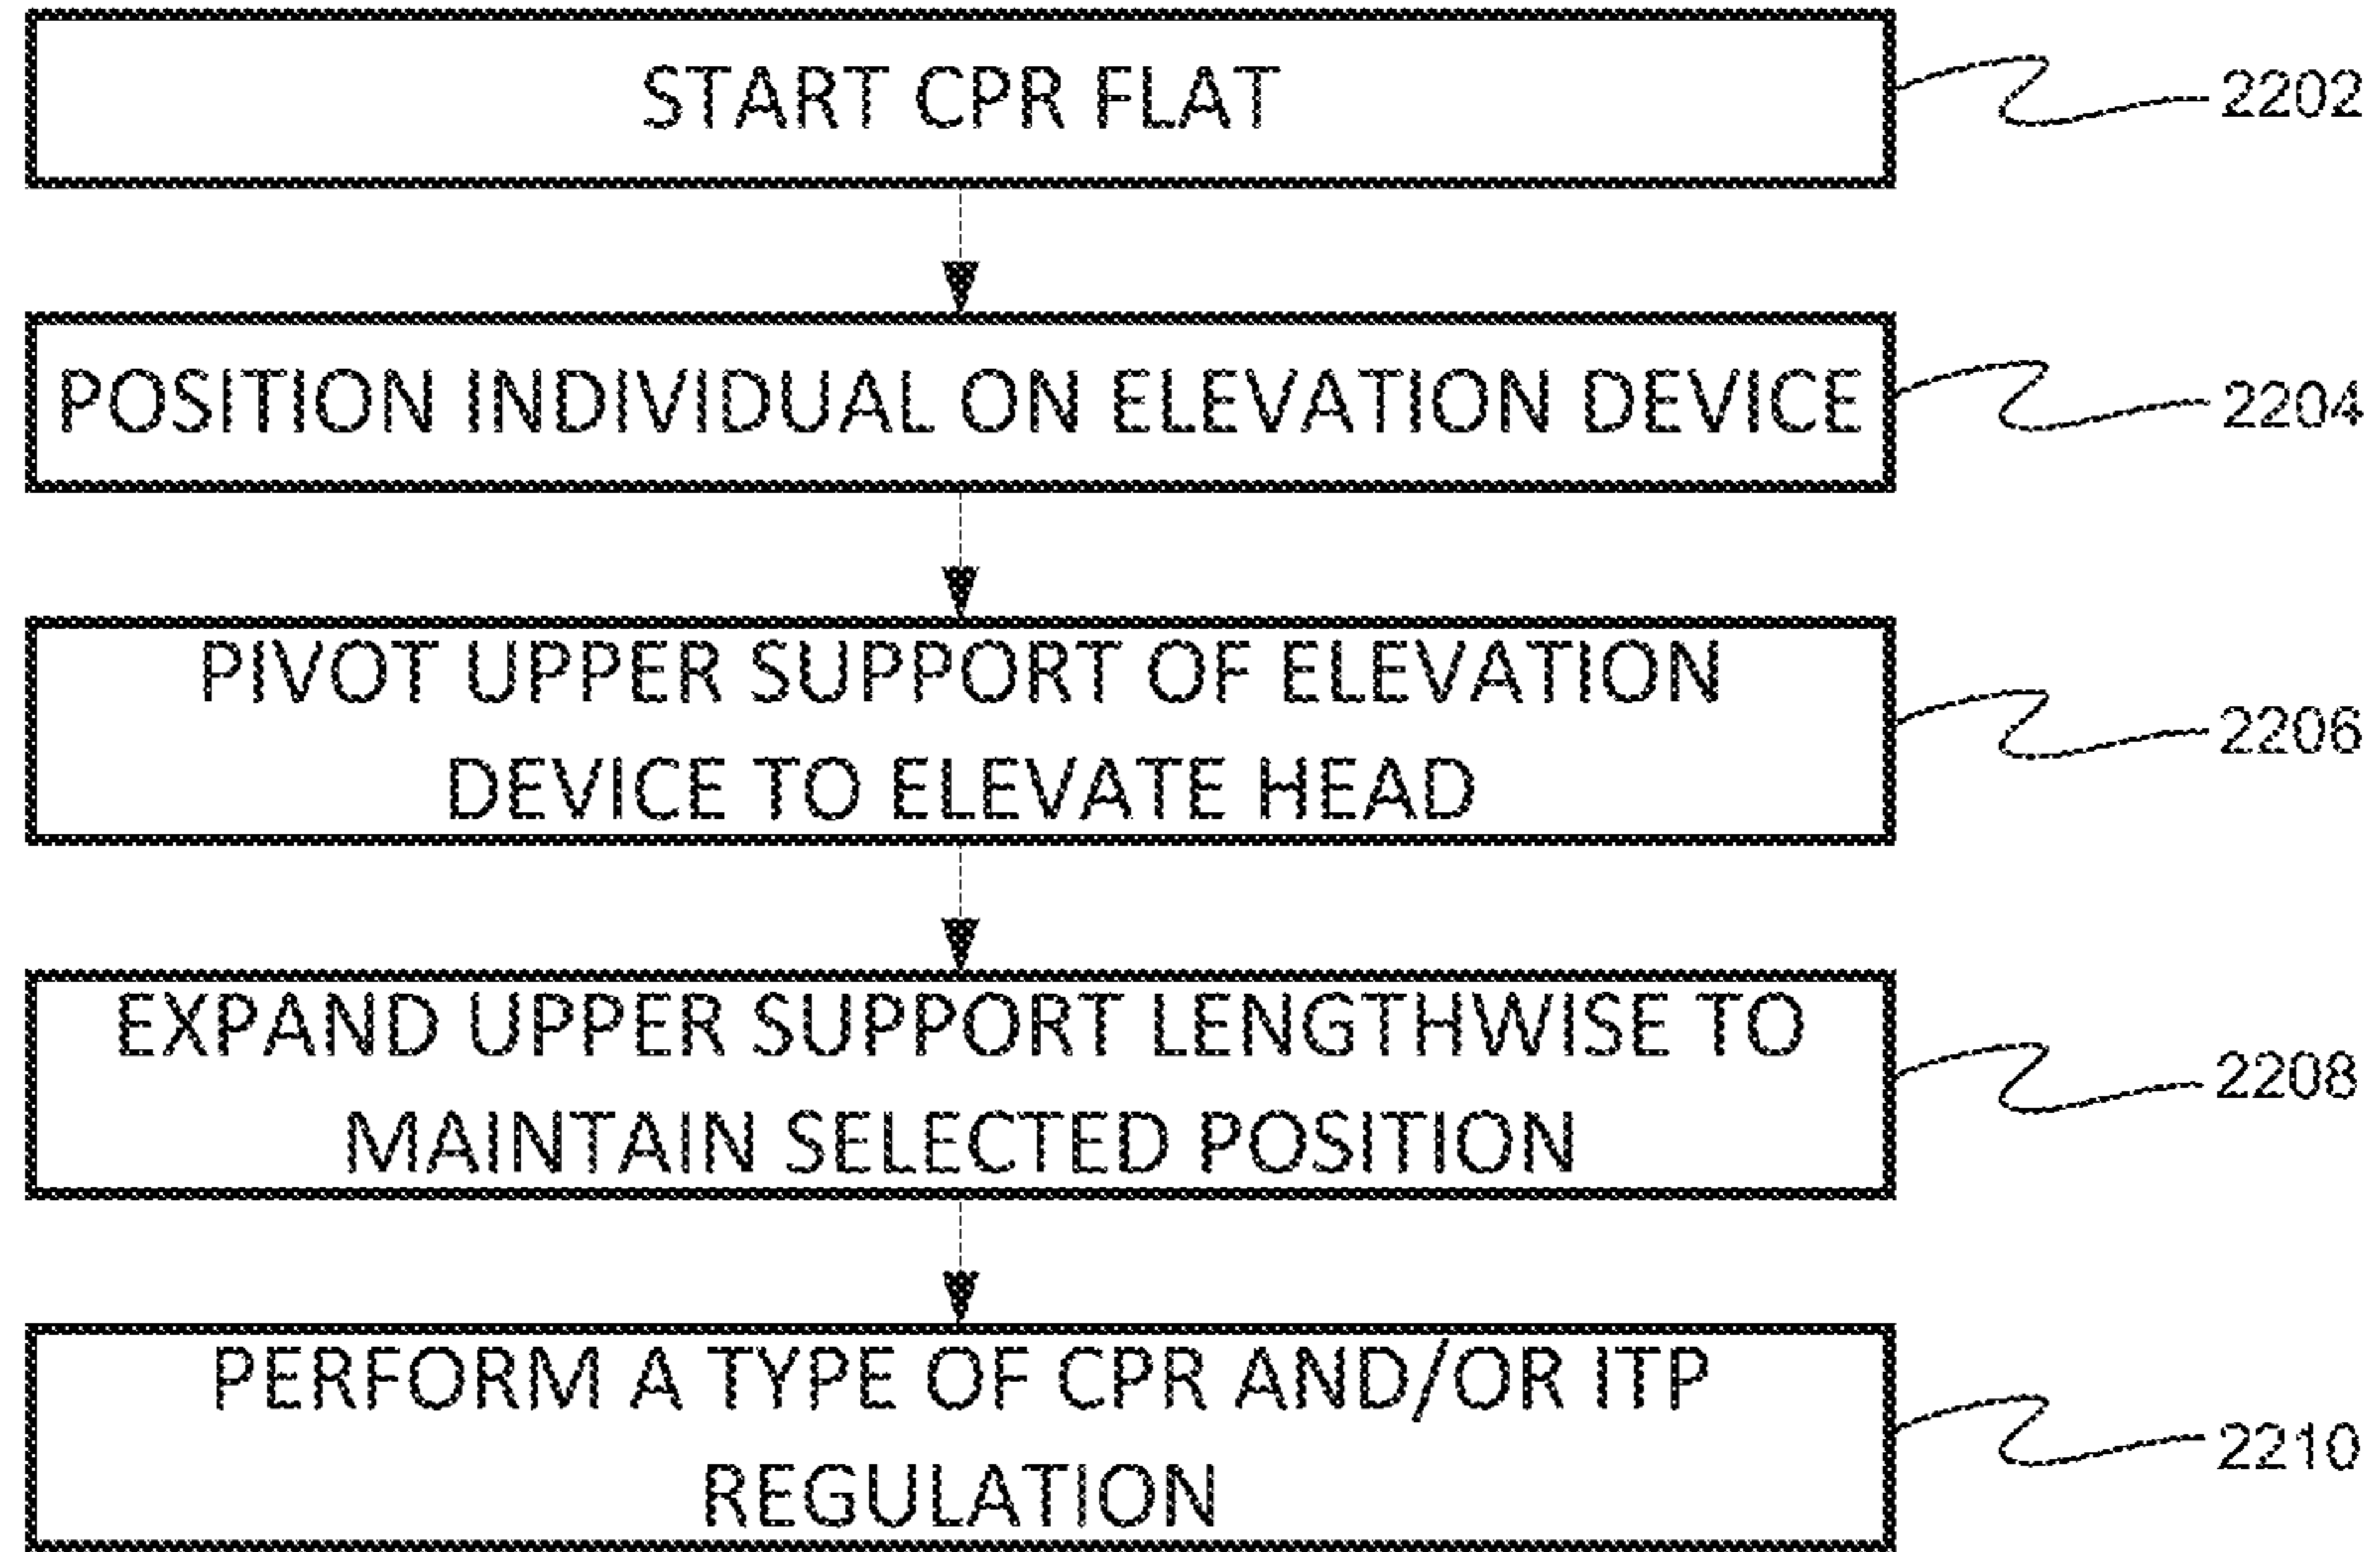 START CPR FLAT
2202
POSITION INDIVIDUAL ON ELEVATION DEVICE
2204
PIVOT UPPER SUPPORT OF ELEVATION
DEVICE TO ELEVATE HEAD
2206
EXPAND UPPER SUPPORT LENGTHWISE TO
MAINTAIN SELECTED POSITION
2208
PERFORM A TYPE OF CPR AND/OR ITP
REGULATION
2210